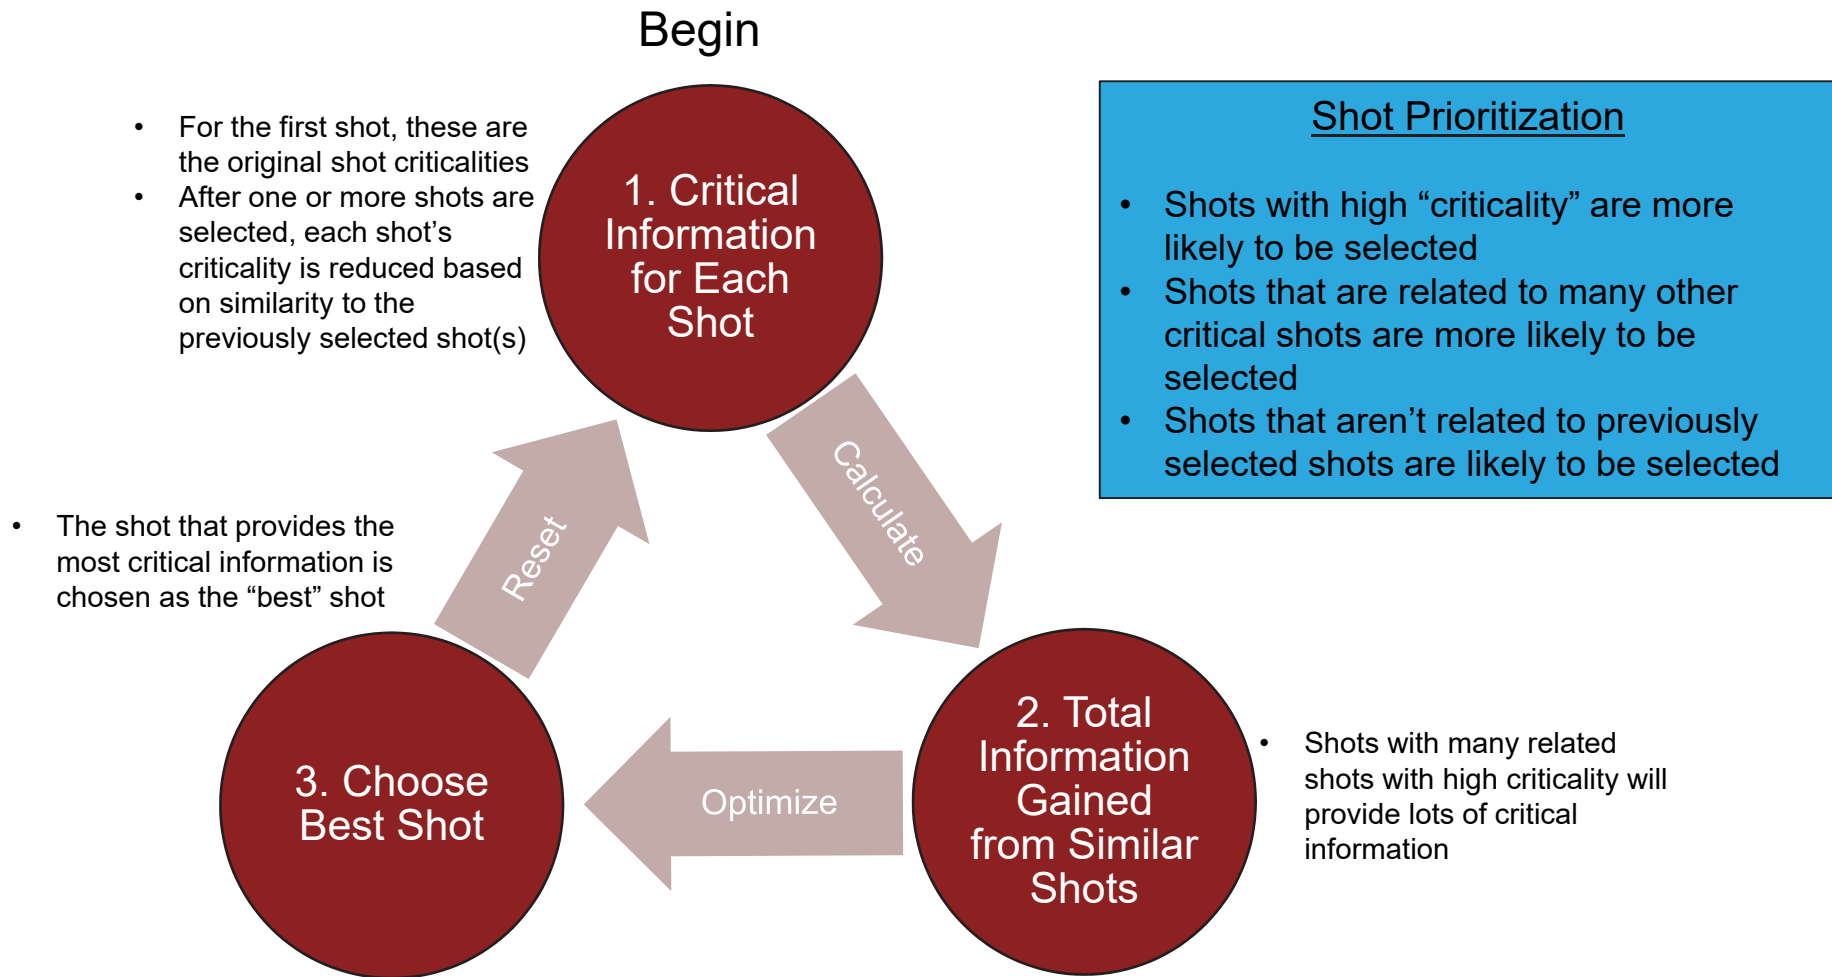 Begin
• For the first shot, these are
the original shot criticalities
• After one or more shots are
selected, each shot’s
criticality is reduced based
on similarity to the
previously selected shot(s)
1. Critical
Information
for Each
Shot
Shot Prioritization
• Shots with high “criticality” are more
likely to be selected
• Shots that are related to many other
critical shots are more likely to be
selected
• Shots that aren’t related to previously
selected shots are likely to be selected
Calculate
Reset
• The shot that provides the
most critical information is
chosen as the “best” shot
2. Total
Information
Gained
from Similar
Shots
• Shots with many related
shots with high criticality will
provide lots of critical
information
Optimize
3. Choose
Best Shot